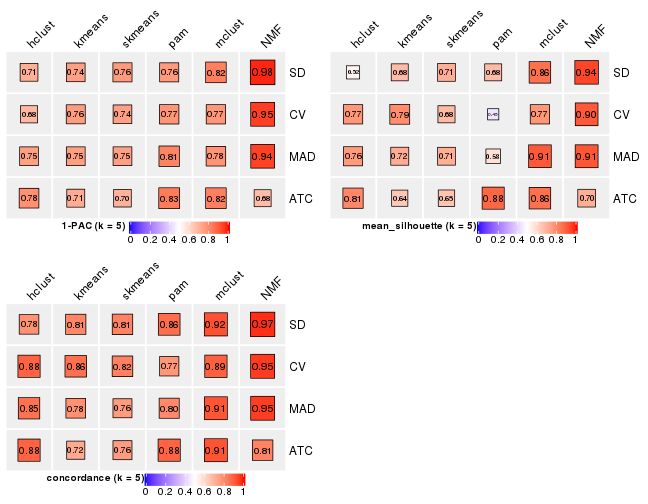 hclust kmeans skmeans pam mclust NMF
0.71 0.74 0.76 0.76 0.82 0.98 SD
0.68 0.76 0.74 0.77 0.77 0.95 CV
0.75 0.75 0.75 0.81 0.78 0.94 MAD
0.78 0.71 0.70 0.83 0.82 0.68 ATC
1-PAC (k = 5)
0 0.2 0.4 0.6 0.8 1
hclust kmeans skmeans pam mclust NMF
0.52 0.68 0.71 0.68 0.86 0.94 SD
0.77 0.79 0.68 0.77 0.90 CV
0.76 0.72 0.71 0.58 0.91 0.91 MAD
0.81 0.64 0.65 0.88 0.86 0.70 ATC
mean_silhouette (k = 5)
0 0.2 0.4 0.6 0.8 1
hclust kmeans skmeans pam mclust NMF
0.78 0.81 0.81 0.86 0.92 0.97 SD
0.88 0.86 0.82 0.77 0.89 0.95 CV
0.85 0.78 0.76 0.80 0.91 0.95 MAD
0.88 0.72 0.76 0.88 0.91 0.81 ATC
concordance (k = 5)
0 0.2 0.4 0.6 0.8 1